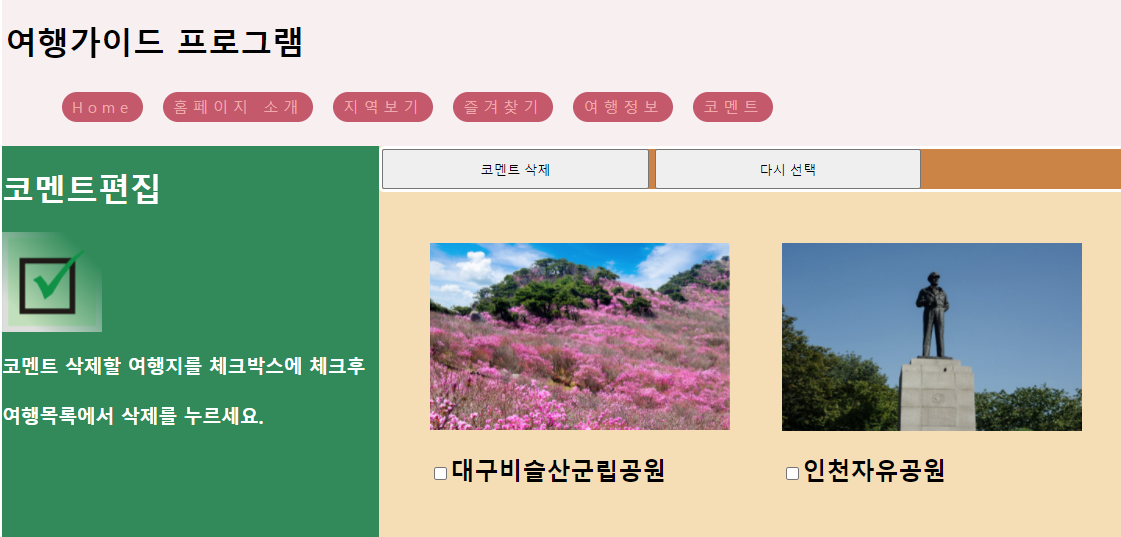 여행가이드 프로그램
Home 홈페이지 소개 지역보기 즐겨찾기 여행정보 코멘트
코멘트편집
코멘트 삭제할 여행지를 체크박스에 체크후
여행목록에서 삭제를 누르세요.
코멘트 삭제 다시 선택
대구비슬산군립공원 인천자유공원